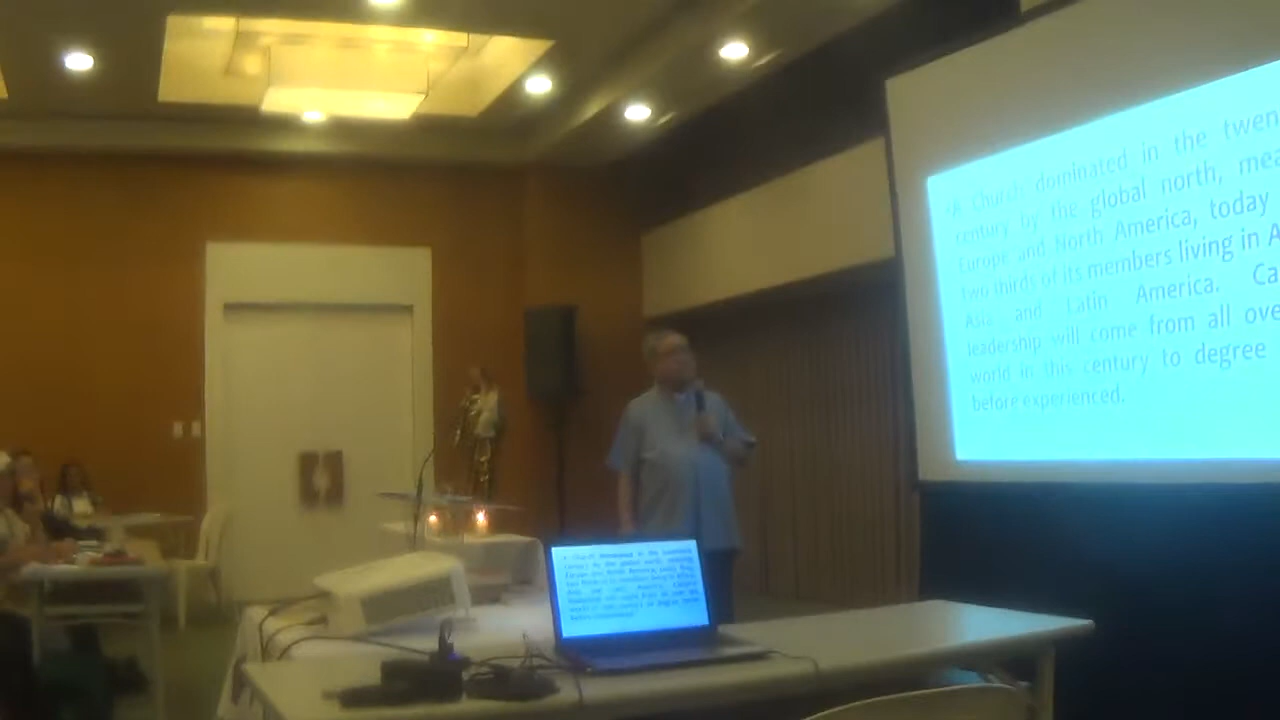 A Church dominated in the twen
century by the global north, mea
Europe and North America, today
two thirds of its members living in A
Asia and Latin America. Ca
leadership will come from all ove
world in this century to degree
before experienced.